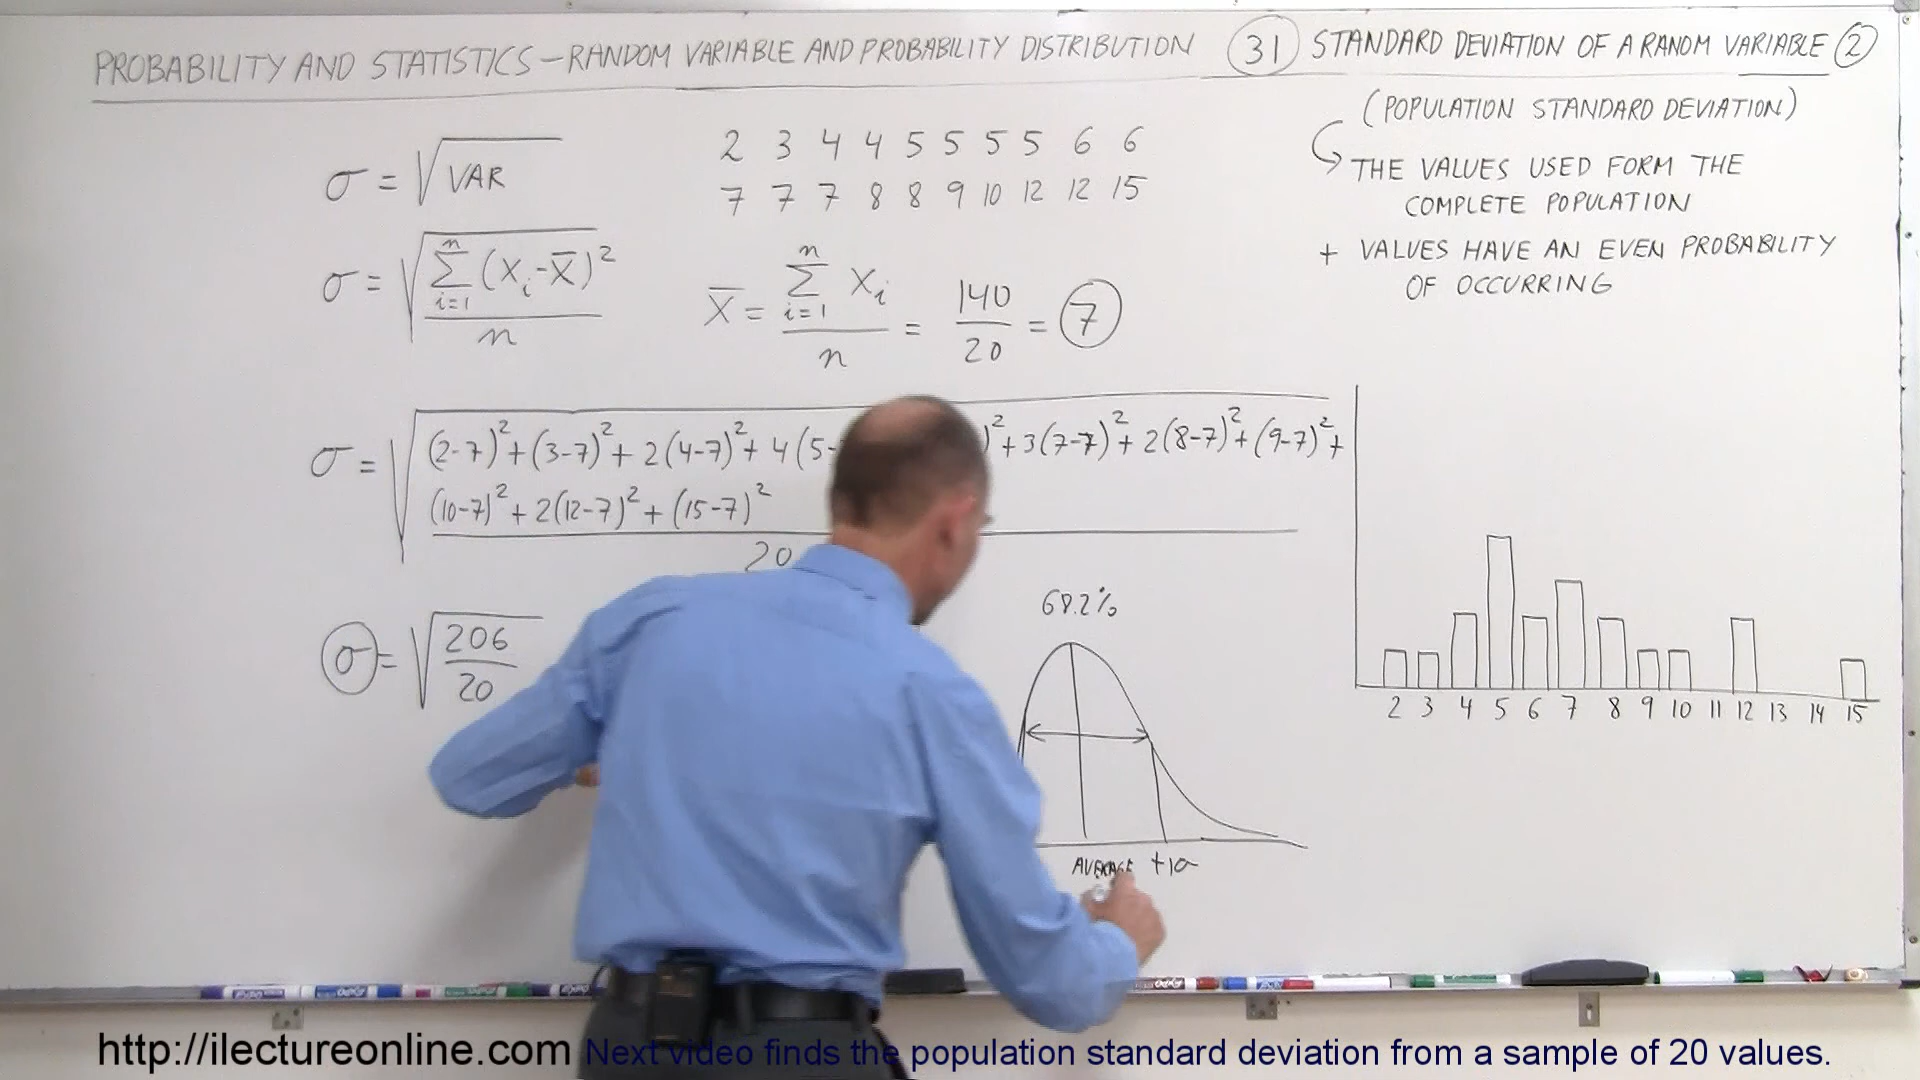 PROBABILITY AND STATISTICS – RANDOM VARIABLE AND PROBABILITY DISTRIBUTION (31) STANDARD DEVIATION OF A RANOM VARIABLE (2)
(POPULATION STANDARD DEVIATION)
THE VALUES USED FORM THE
COMPLETE POPULATION
+ VALUES HAVE AN EVEN PROBABILITY
OF OCCURRING
σ = √VAR
2 3 4 4 5 5 5 5 6 6
7 7 7 8 8 9 10 12 12 15
σ = √(∑ i=1 n (Xi - X̄)² / n)
X̄ = ∑ i=1 n Xi / n = 140 / 20 = 7
σ = √ (2-7)² + (3-7)² + 2(4-7)² + 4(5- )² + 3(7-7)² + 2(8-7)² + (9-7)² +
(10-7)² + 2(12-7)² + (15-7)²
20
σ = √(206 / 20)
68.2%
AVERAGE +1σ
2 3 4 5 6 7 8 9 10 11 12 13 14 15
EXPO
http://ilectureonline.com Next video finds the population standard deviation from a sample of 20 values.